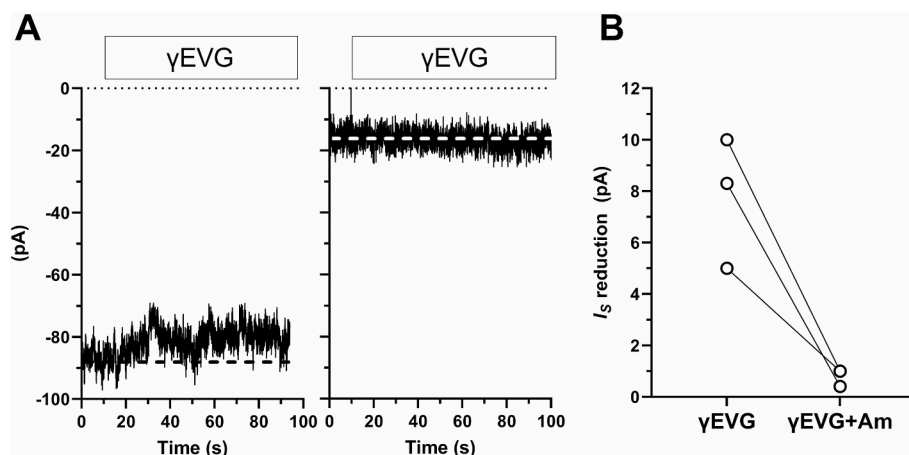 A
B
γEVG
γEVG
0
-20
-40
-60
-80
-100
(pA)
0 20 40 60 80 100
Time (s)
0 20 40 60 80 100
Time (s)
12
10
8
6
4
2
0
Is reduction (pA)
γEVG
γEVG+Am